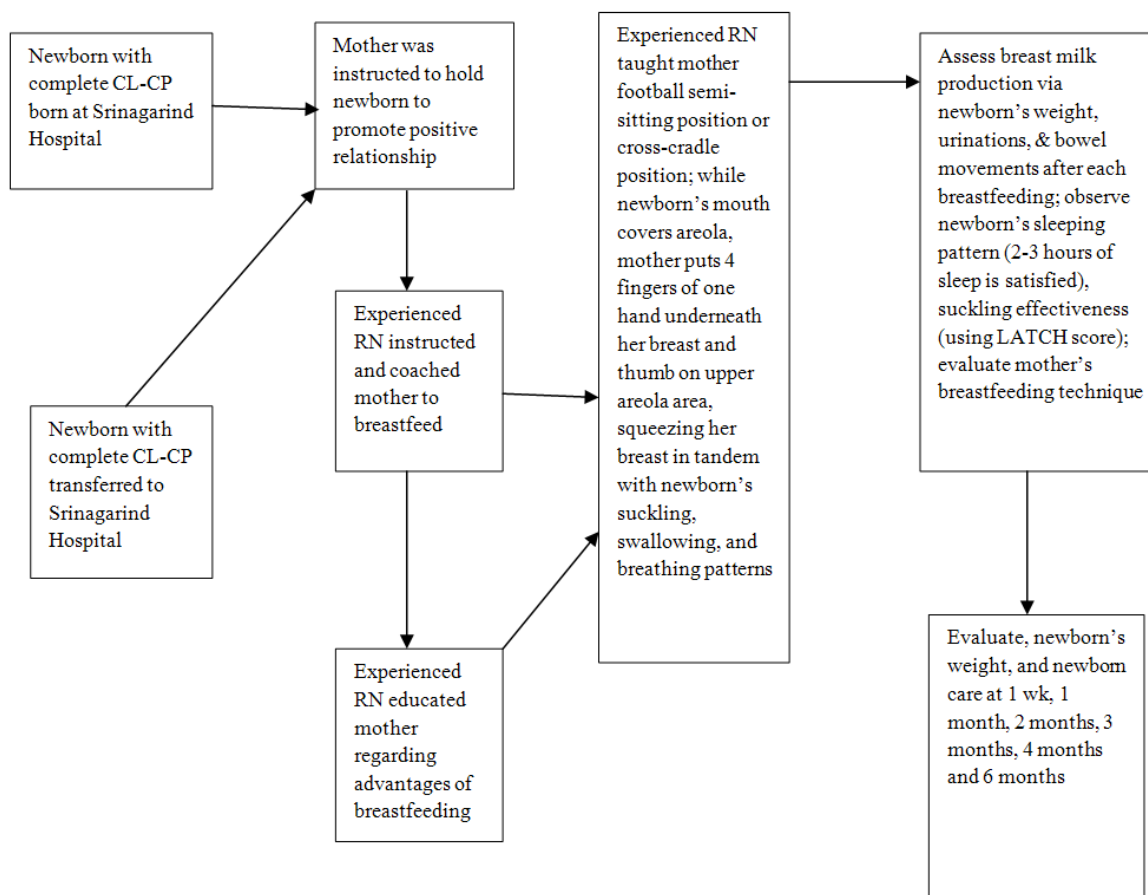 Newborn with
complete CL-CP
born at Srinagarind
Hospital
Mother was
instructed to hold
newborn to
promote positive
relationship
Newborn with
complete CL-CP
transferred to
Srinagarind
Hospital
Experienced
RN instructed
and coached
mother to
breastfeed
Experienced
RN educated
mother
regarding
advantages of
breastfeeding
Experienced RN
taught mother
football semi-
sitting position or
cross-cradle
position; while
newborn’s mouth
covers areola,
mother puts 4
fingers of one
hand underneath
her breast and
thumb on upper
areola area,
squeezing her
breast in tandem
with newborn’s
suckling,
swallowing, and
breathing patterns
Assess breast milk
production via
newborn’s weight,
urinations, & bowel
movements after each
breastfeeding; observe
newborn’s sleeping
pattern (2-3 hours of
sleep is satisfied),
suckling effectiveness
(using LATCH score);
evaluate mother’s
breastfeeding technique
Evaluate, newborn’s
weight, and newborn
care at 1 wk, 1
month, 2 months, 3
months, 4 months
and 6 months